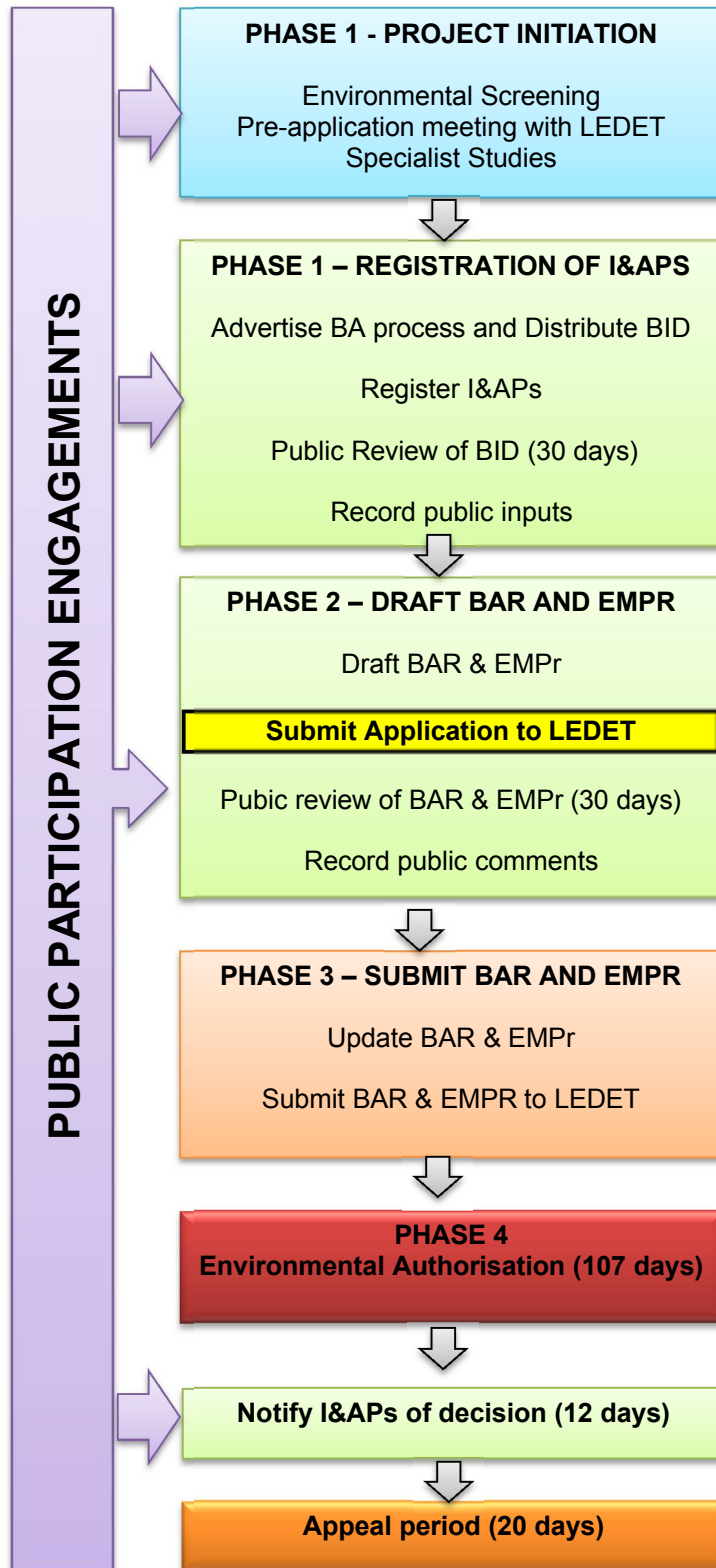 PUBLIC PARTICIPATION ENGAGEMENTS
PHASE 1 - PROJECT INITIATION
Environmental Screening
Pre-application meeting with LEDET
Specialist Studies
PHASE 1 – REGISTRATION OF I&APS
Advertise BA process and Distribute BID
Register I&APs
Public Review of BID (30 days)
Record public inputs
PHASE 2 – DRAFT BAR AND EMPR
Draft BAR & EMPr
Submit Application to LEDET
Pubic review of BAR & EMPr (30 days)
Record public comments
PHASE 3 – SUBMIT BAR AND EMPR
Update BAR & EMPr
Submit BAR & EMPR to LEDET
PHASE 4
Environmental Authorisation (107 days)
Notify I&APs of decision (12 days)
Appeal period (20 days)